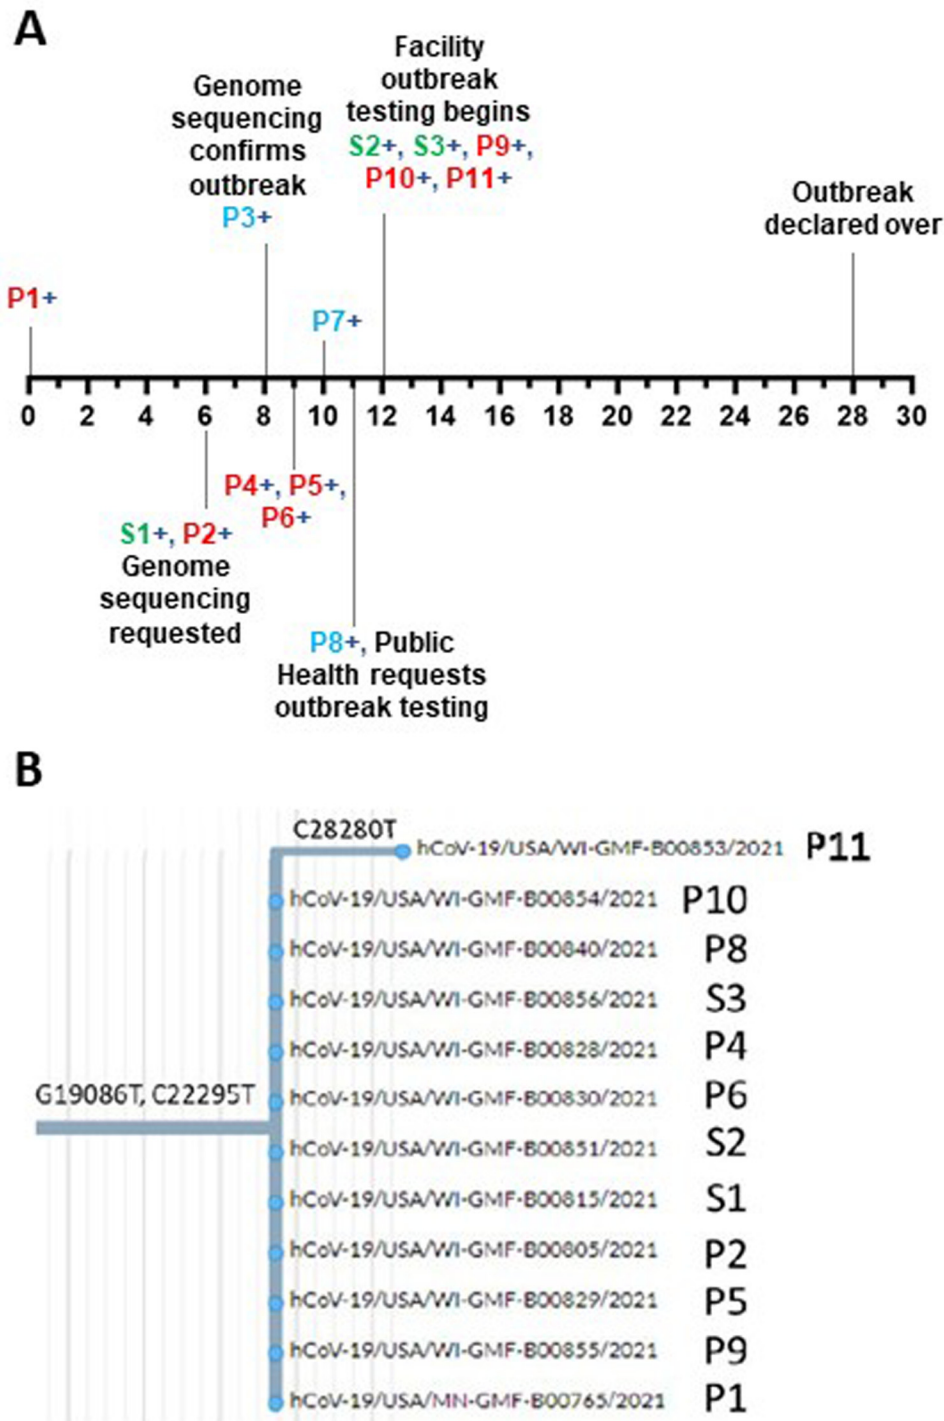 A
Facility
outbreak
testing begins
S2+, S3+, P9+,
P10+, P11+
Genome
sequencing
confirms
outbreak
P3+
Outbreak
declared over
P1+
P7+
0 2 4 6 8 10 12 14 16 18 20 22 24 26 28 30
P4+, P5+,
P6+
S1+, P2+
Genome
sequencing
requested
P8+, Public
Health requests
outbreak testing
B
C28280T
hCoV-19/USA/WI-GMF-B00853/2021 P11
hCoV-19/USA/WI-GMF-B00854/2021 P10
hCoV-19/USA/WI-GMF-B00840/2021 P8
hCoV-19/USA/WI-GMF-B00856/2021 S3
hCoV-19/USA/WI-GMF-B00828/2021 P4
G19086T, C22295T
hCoV-19/USA/WI-GMF-B00830/2021 P6
hCoV-19/USA/WI-GMF-B00851/2021 S2
hCoV-19/USA/WI-GMF-B00815/2021 S1
hCoV-19/USA/WI-GMF-B00805/2021 P2
hCoV-19/USA/WI-GMF-B00829/2021 P5
hCoV-19/USA/WI-GMF-B00855/2021 P9
hCoV-19/USA/MN-GMF-B00765/2021 P1